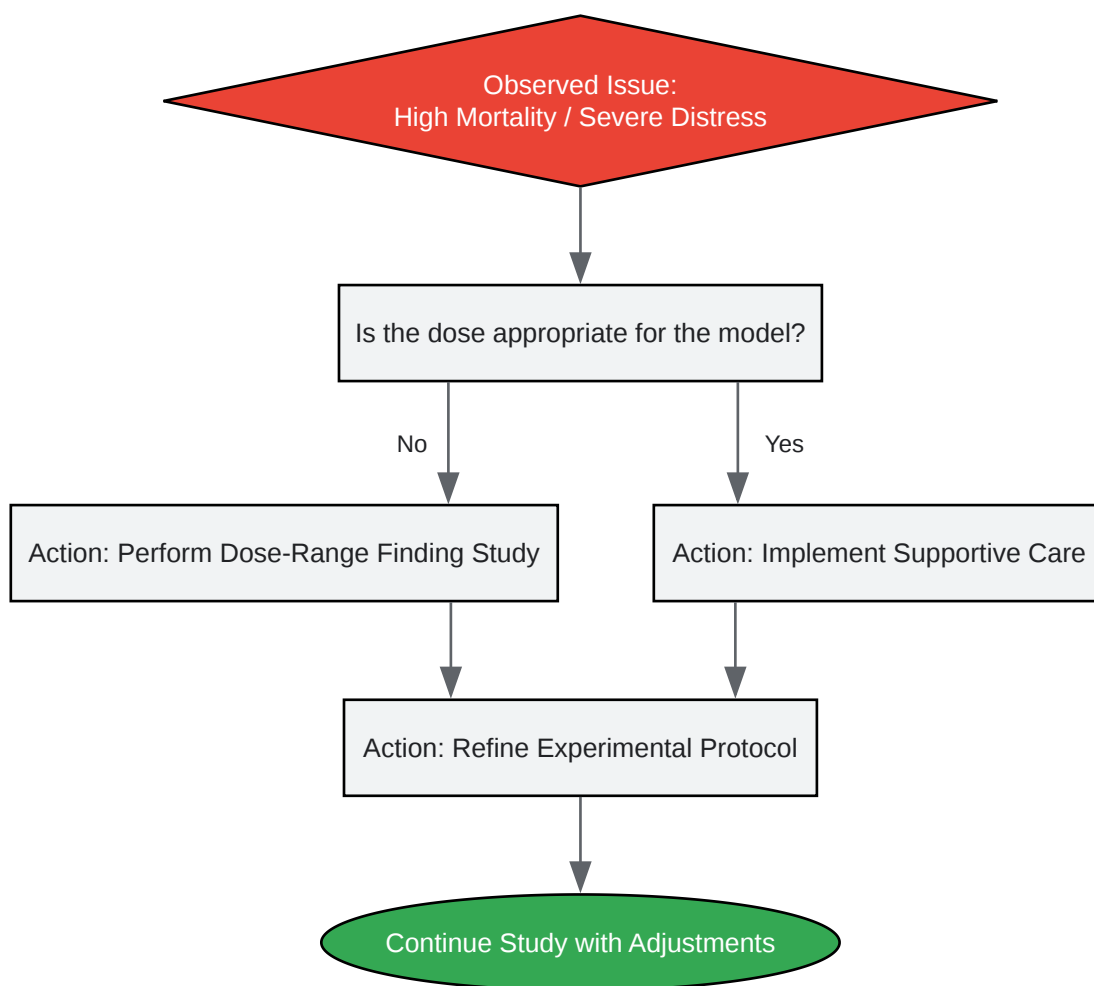 Observed Issue:
High Mortality / Severe Distress
Is the dose appropriate for the model?
No
Yes
Action: Perform Dose-Range Finding Study
Action: Implement Supportive Care
Action: Refine Experimental Protocol
Continue Study with Adjustments